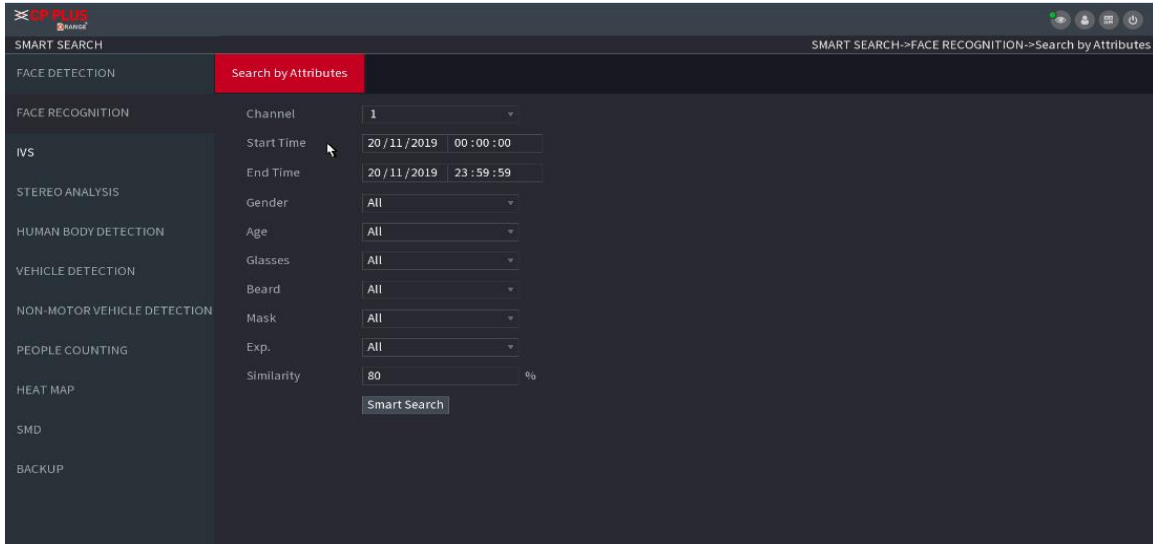 CP PLUS
ORANGE
SMART SEARCH
SMART SEARCH->FACE RECOGNITION->Search by Attributes
FACE DETECTION
Search by Attributes
FACE RECOGNITION
Channel 1
IVS
Start Time 20/11/2019 00:00:00
End Time 20/11/2019 23:59:59
STEREO ANALYSIS
Gender All
HUMAN BODY DETECTION
Age All
Glasses All
VEHICLE DETECTION
Beard All
NON-MOTOR VEHICLE DETECTION
Mask All
PEOPLE COUNTING
Exp. All
Similarity 80 %
HEAT MAP
Smart Search
SMD
BACKUP